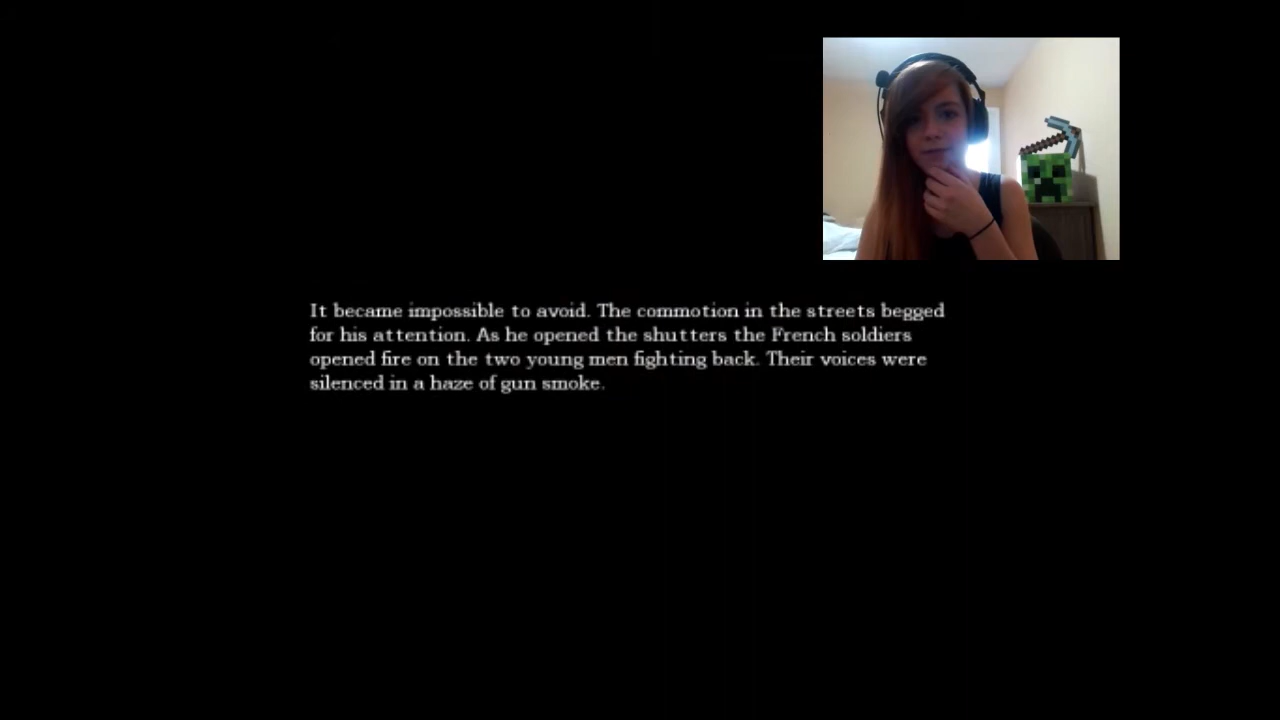 It became impossible to avoid. The commotion in the streets begged
for his attention. As he opened the shutters the French soldiers
opened fire on the two young men fighting back. Their voices were
silenced in a haze of gun smoke.